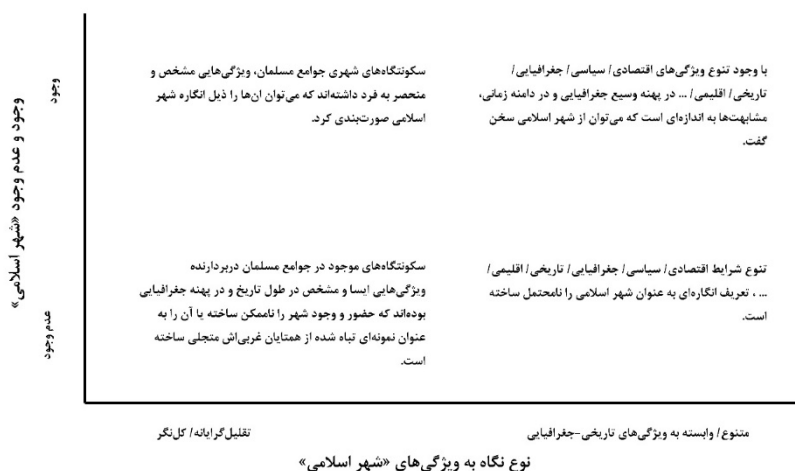 با وجود تنوع ویژگی‌های اقتصادی/ سیاسی/ جغرافیایی/
تاریخی/ اقلیمی/ ... در پهنه وسیع جغرافیایی و در دامنه زمانی،
مشابهت‌ها به اندازه‌ای است که می‌توان از شهر اسلامی سخن
گفت.
سکونتگاه‌های شهری جوامع مسلمان، ویژگی‌هایی مشخص و
منحصر به فرد داشته‌اند که می‌توان انها را ذیل انگاره شهر
اسلامی صورت‌بندی کرد.
وجود
وجود و عدم وجود «شهر اسلامی»
تنوع شرایط اقتصادی/ سیاسی/ جغرافیایی/ تاریخی/ اقلیمی/
... ، تعریف انگاره‌ای به عنوان شهر اسلامی را نامحتمل ساخته
است.
سکونتگاه‌های موجود در جوامع مسلمان دربردارنده
ویژگی‌هایی ایسا و مشخص در طول تاریخ و در پهنه جغرافیایی
بوده‌اند که حضور و وجود شهر را ناممکن ساخته یا آن را به
عنوان نمونه‌ای تباه شده از همتایان غربی‌اش متجلی ساخته
است.
عدم وجود
متنوع/ وابسته به ویژگی‌های تاریخی-جغرافیایی
تقلیل‌گرایانه/ کل‌نگر
نوع نگاه به ویژگی‌های «شهر اسلامی»